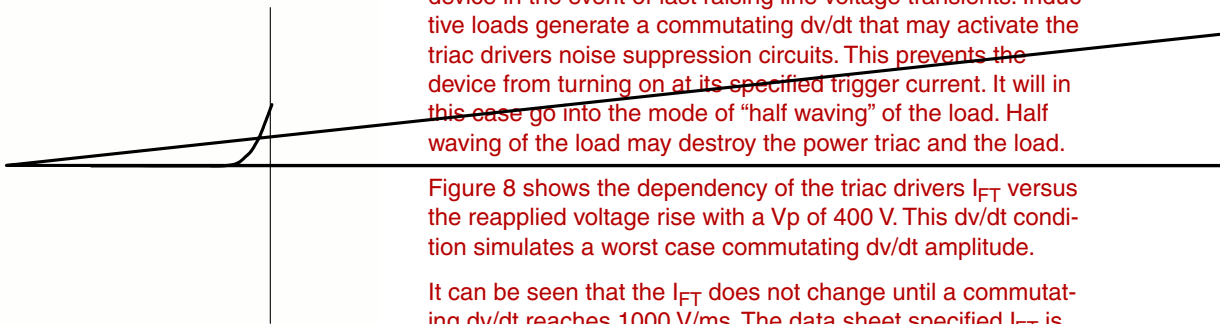 device in the event of fast raising line voltage transients. Induc-
tive loads generate a commutating dv/dt that may activate the
triac drivers noise suppression circuits. This prevents the
device from turning on at its specified trigger current. It will in
this case go into the mode of “half waving” of the load. Half
waving of the load may destroy the power triac and the load.
Figure 8 shows the dependency of the triac drivers IFT versus
the reapplied voltage rise with a Vp of 400 V. This dv/dt condi-
tion simulates a worst case commutating dv/dt amplitude.
It can be seen that the IFT does not change until a commutat-
ing dv/dt reaches 1000 V/ms. The data sheet specified IFT is